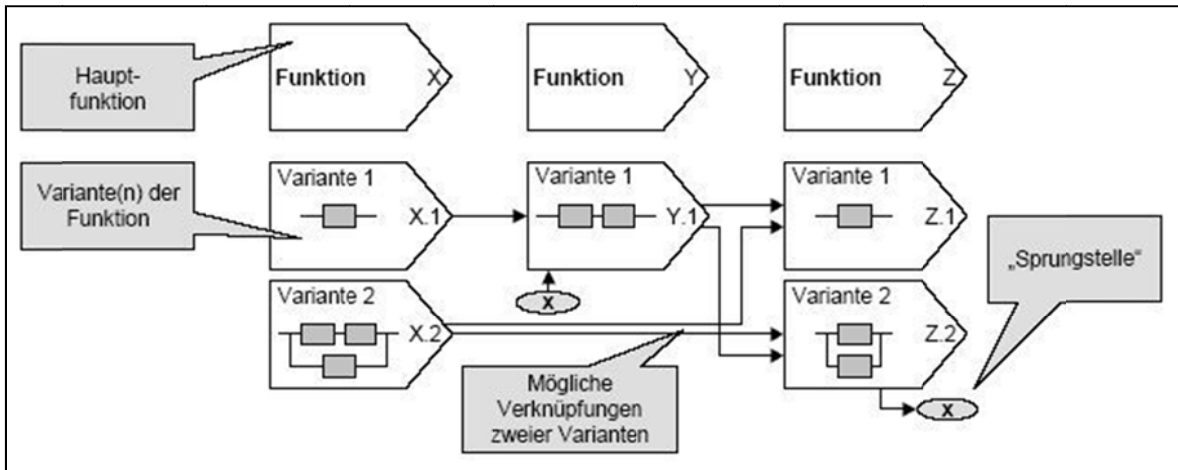 Haupt-
funktion
Funktion X
Funktion Y
Funktion Z
Variante(n) der
Funktion
Variante 1
X.1
Variante 1
Y.1
Variante 1
Z.1
„Sprungstelle“
Variante 2
X.2
X
Variante 2
Z.2
Mögliche
Verknüpfungen
zweier Varianten
X